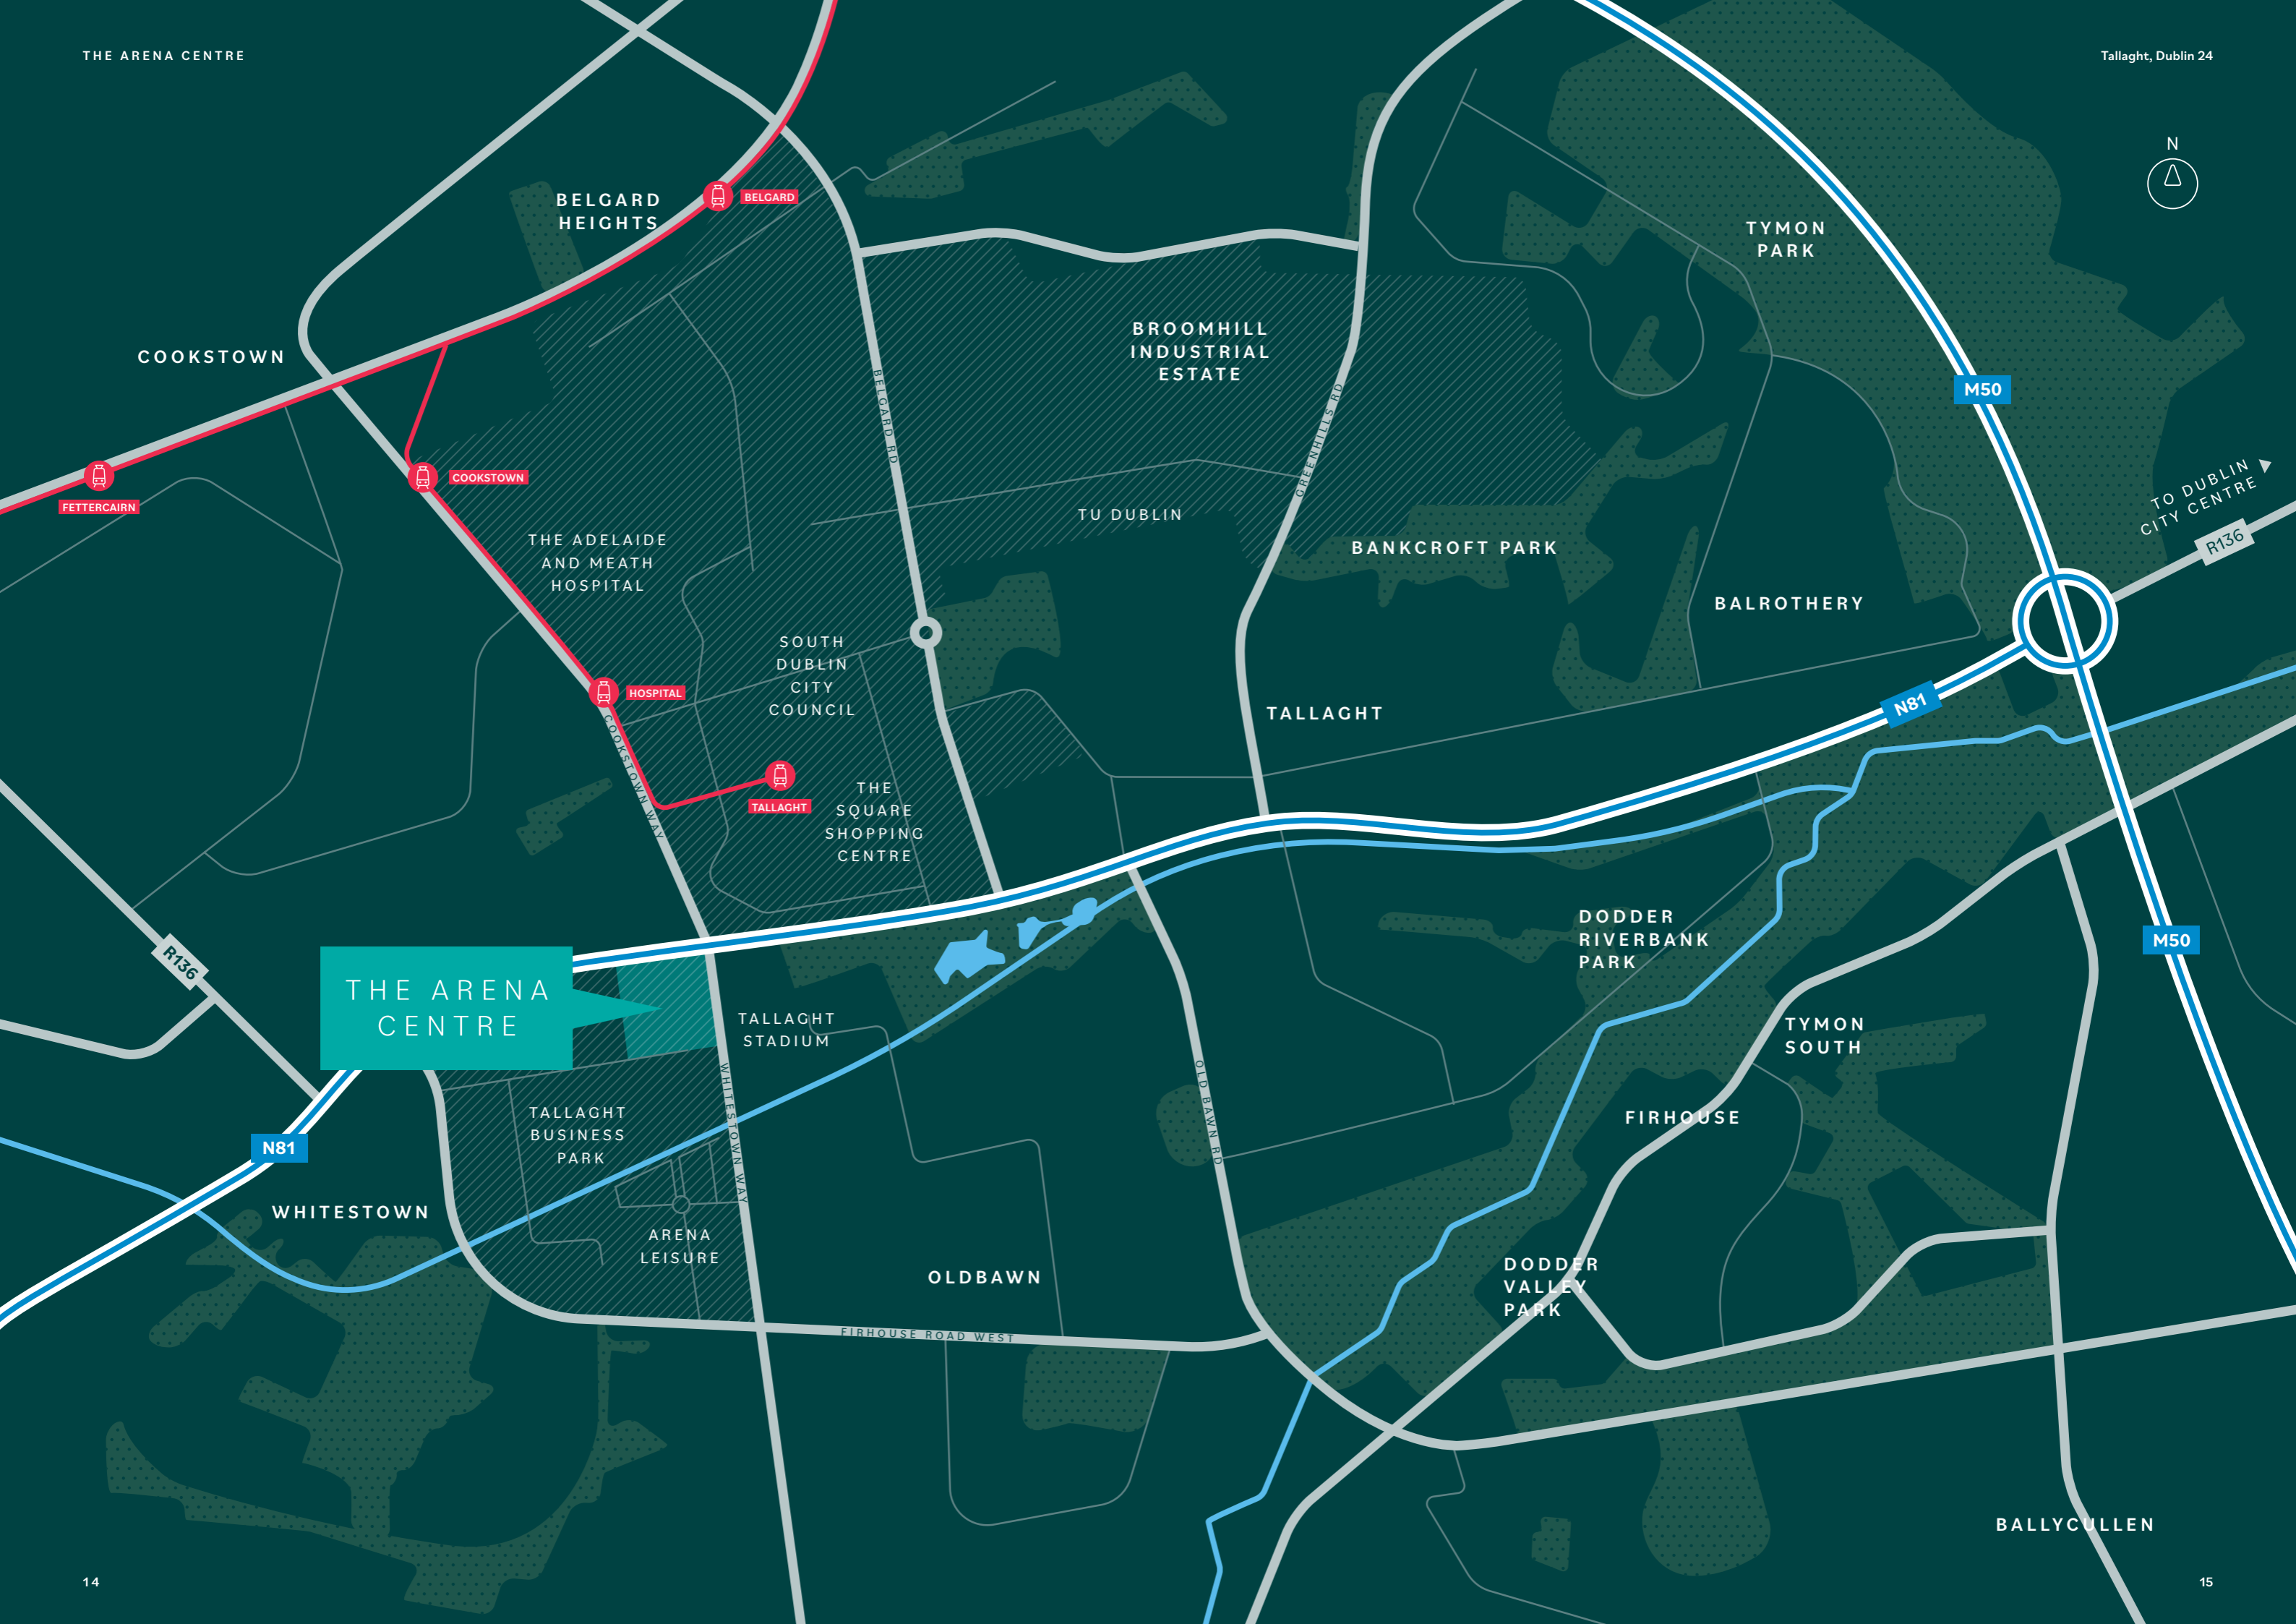 THE ARENA CENTRE
Tallaght, Dublin 24
N
BELGARD
HEIGHTS
BELGARD
TYMON
PARK
COOKSTOWN
BROOMHILL
INDUSTRIAL
ESTATE
M50
BELGARD RD
GREENHILLS RD
FETTERCAIRN
COOKSTOWN
TO DUBLIN
CITY CENTRE
R136
TU DUBLIN
THE ADELAIDE
AND MEATH
HOSPITAL
BANKCROFT PARK
BALROTHERY
SOUTH
DUBLIN
CITY
COUNCIL
HOSPITAL
COOKSTOWN WAY
TALLAGHT
N81
TALLAGHT
THE
SQUARE
SHOPPING
CENTRE
R136
DODDER
RIVERBANK
PARK
M50
THE ARENA
CENTRE
TALLAGHT
STADIUM
TYMON
SOUTH
WHITESTOWN WAY
OLD BAWN RD
TALLAGHT
BUSINESS
PARK
FIRHOUSE
N81
WHITESTOWN
ARENA
LEISURE
OLDBAWN
DODDER
VALLEY
PARK
FIRHOUSE ROAD WEST
BALLYCULLEN
14
15